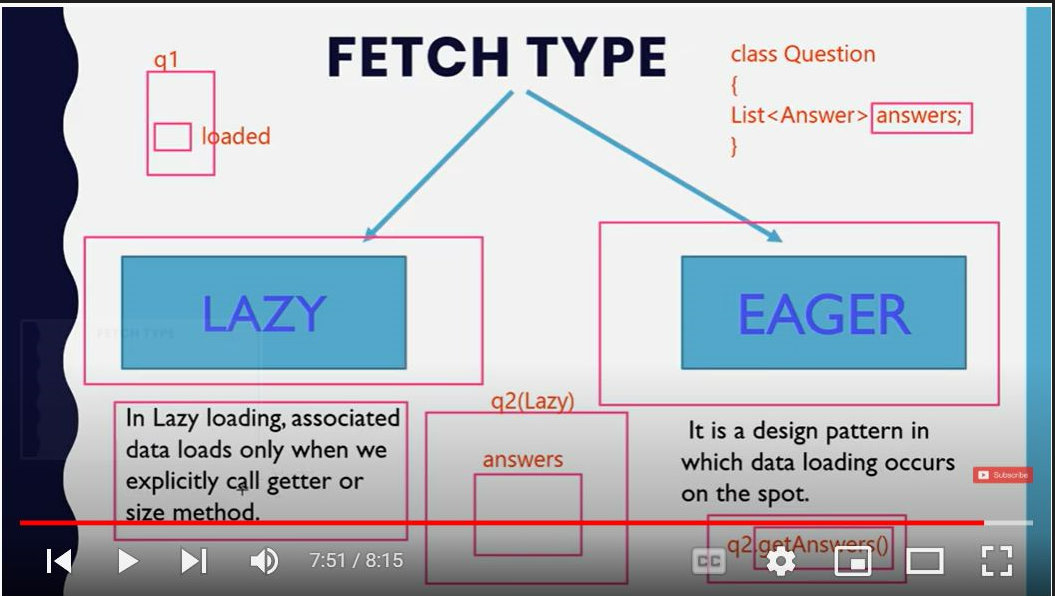 FETCH TYPE
q1
loaded
class Question
{
List<Answer> answers;
}
LAZY
EAGER
In Lazy loading, associated
data loads only when we
explicitly call getter or
size method.
q2(Lazy)
answers
It is a design pattern in
which data loading occurs
on the spot.
q2.getAnswers()
Subscribe
FETCH TYPE
7:51 / 8:15
CC